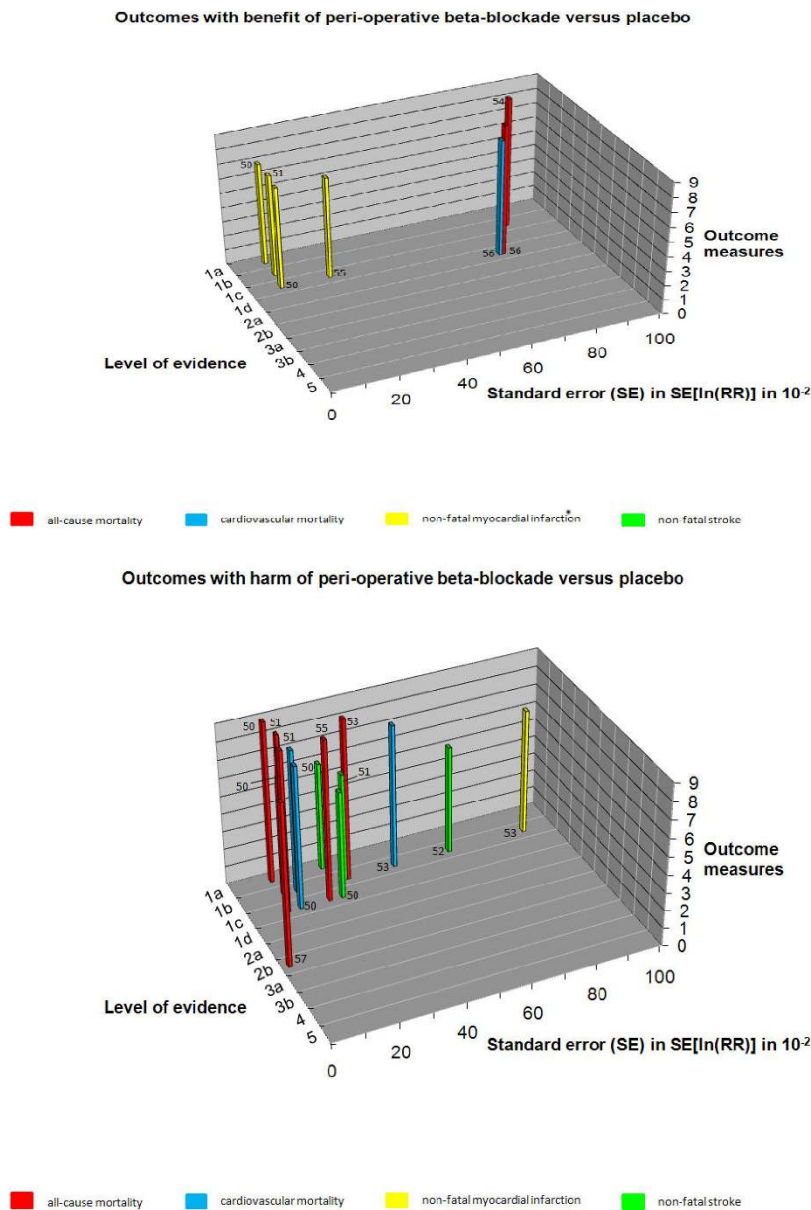 Outcomes with benefit of peri-operative beta-blockade versus placebo
54
50
51
50
55
56
56
9
8
7
6
5
4
3
2
1
0
Outcome
measures
1a
1b
1c
1d
2a
2b
3a
3b
4
5
Level of evidence
0
20
40
60
80
100
Standard error (SE) in SE[ln(RR)] in 10-2
all-cause mortality
cardiovascular mortality
non-fatal myocardial infarction*
non-fatal stroke
Outcomes with harm of peri-operative beta-blockade versus placebo
50
51
51
55
53
50
50
51
53
52
53
50
50
57
9
8
7
6
5
4
3
2
1
0
Outcome
measures
1a
1b
1c
1d
2a
2b
3a
3b
4
5
Level of evidence
0
20
40
60
80
100
Standard error (SE) in SE[ln(RR)] in 10-2
all-cause mortality
cardiovascular mortality
non-fatal myocardial infarction
non-fatal stroke